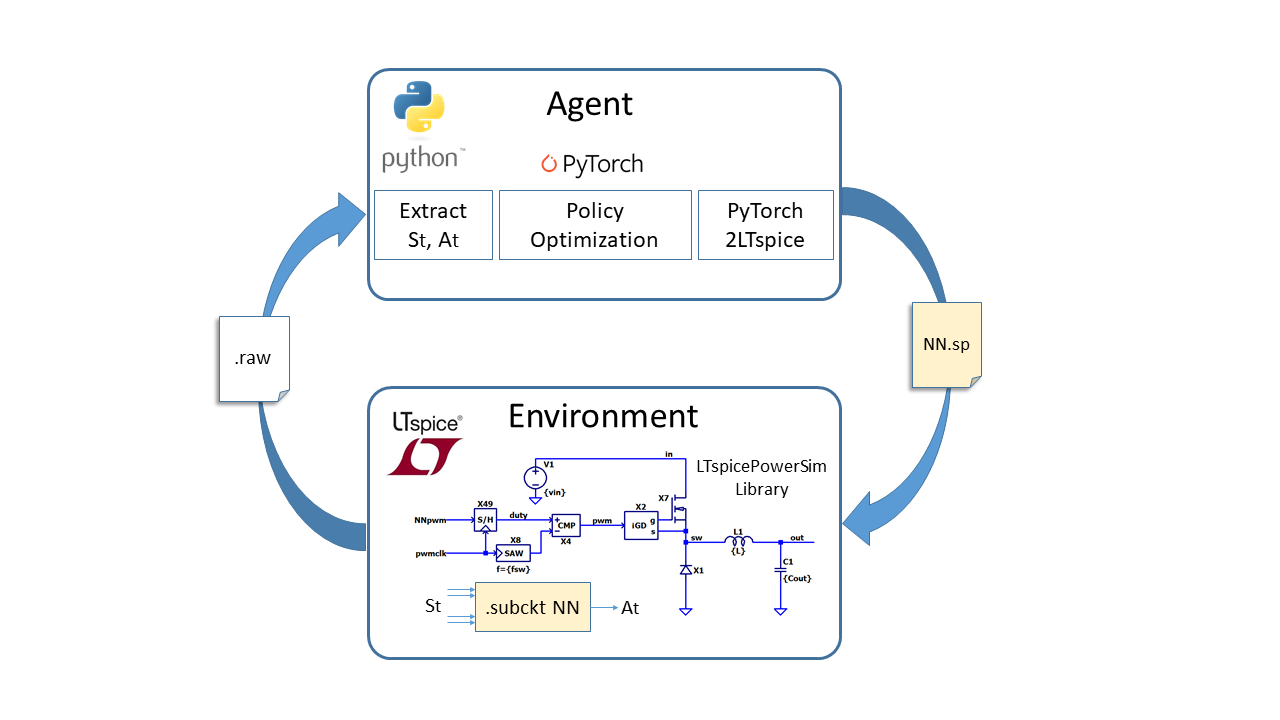 Agent
python™
PyTorch
Extract
St, At
Policy
Optimization
PyTorch
2LTspice
.raw
NN.sp
LTspice®
Environment
LTspicePowerSim
Library
in
V1
{vin}
X7
X49
X2
NNpwm
S/H
duty
CMP
pwm
iGD
g
s
X4
X8
pwmclk
SAW
f={fsw}
sw
L1
{L}
out
X1
C1
{Cout}
St
.subckt NN
At